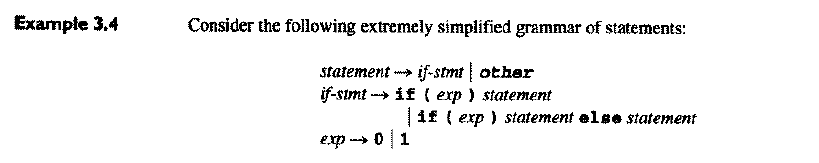 Example 3.4 Consider the following extremely simplified grammar of statements:
statement → if-stmt | other
if-stmt → if ( exp ) statement
| if ( exp ) statement else statement
exp → 0 | 1